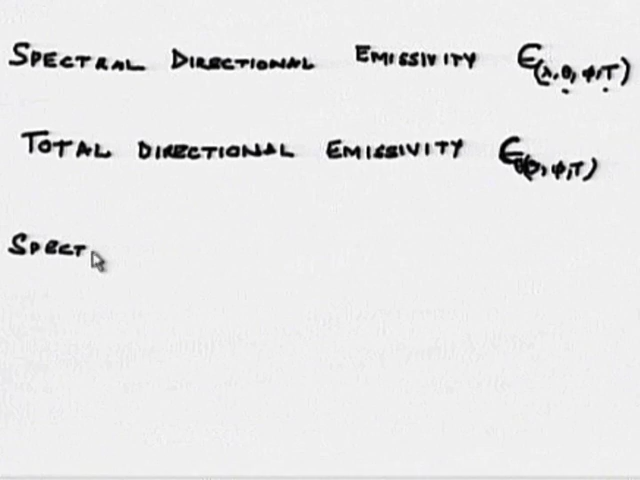 SPECTRAL DIRECTIONAL EMISSIVITY ϵ(λ, θ, φ, T)
TOTAL DIRECTIONAL EMISSIVITY ϵ(θ, φ, T)
SPECT